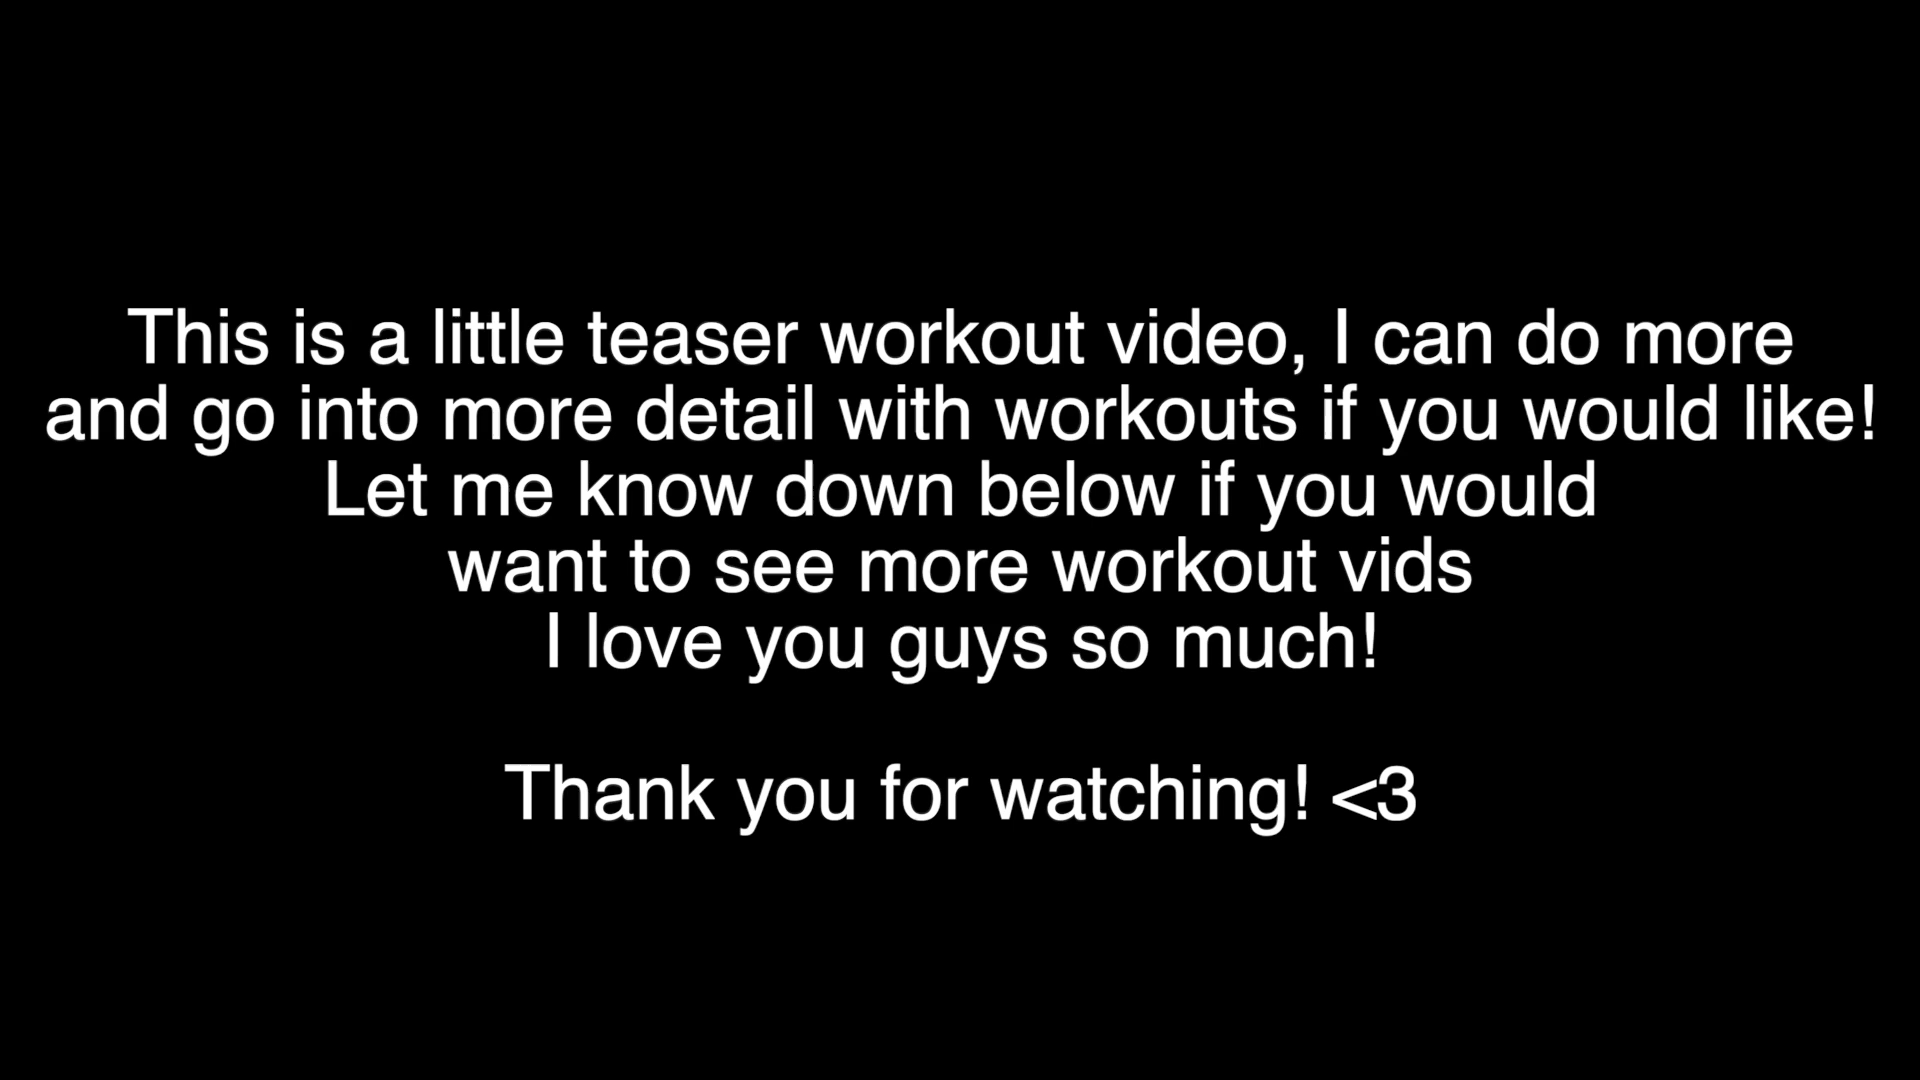 This is a little teaser workout video, I can do more
and go into more detail with workouts if you would like!
Let me know down below if you would
want to see more workout vids
I love you guys so much!
Thank you for watching! <3